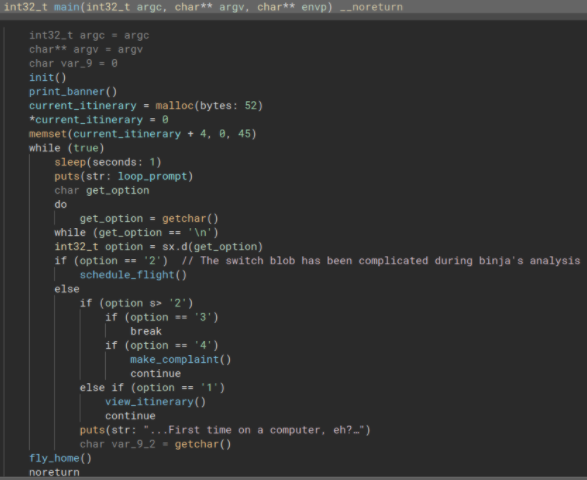 int32_t main(int32_t argc, char** argv, char** envp) __noreturn
int32_t argc = argc
char** argv = argv
char var_9 = 0
init()
print_banner()
current_itinerary = malloc(bytes: 52)
*current_itinerary = 0
memset(current_itinerary + 4, 0, 45)
while (true)
sleep(seconds: 1)
puts(str: loop_prompt)
char get_option
do
get_option = getchar()
while (get_option == '\n')
int32_t option = sx.d(get_option)
if (option == '2') // The switch blob has been complicated during binja's analysis
schedule_flight()
else
if (option s> '2')
if (option == '3')
break
if (option == '4')
make_complaint()
continue
else if (option == '1')
view_itinerary()
continue
puts(str: "...First time on a computer, eh?…")
char var_9_2 = getchar()
fly_home()
noreturn